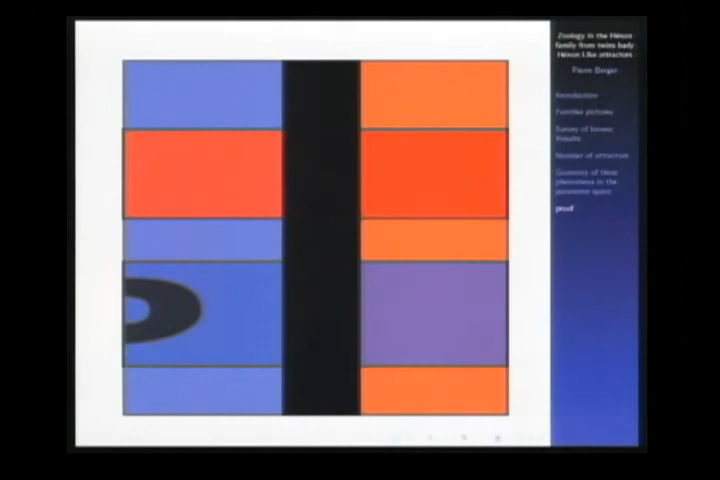 Zoology in the Hénon
family from twins baby
Hénon Like attractors
Pierre Berger
Introduction
Families pictures
Survey of known
Results
Number of attractors
Geometry of these
phenomena in the
parameter space
proof